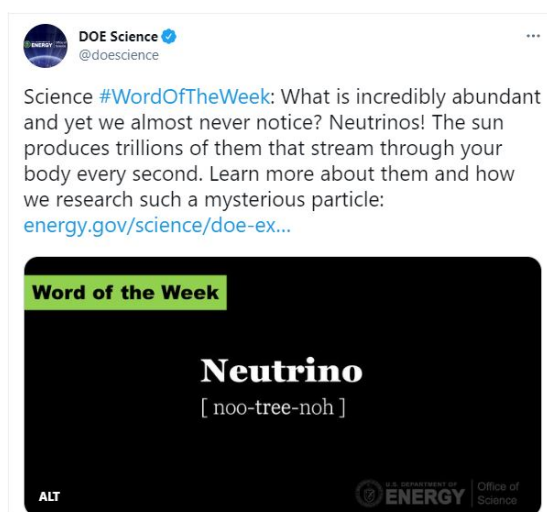 DOE Science
@doescience
Science #WordOfTheWeek: What is incredibly abundant
and yet we almost never notice? Neutrinos! The sun
produces trillions of them that stream through your
body every second. Learn more about them and how
we research such a mysterious particle:
energy.gov/science/doe-ex...
Word of the Week
Neutrino
[ noo-tree-noh ]
ALT
U.S. DEPARTMENT OF
ENERGY
Office of
Science